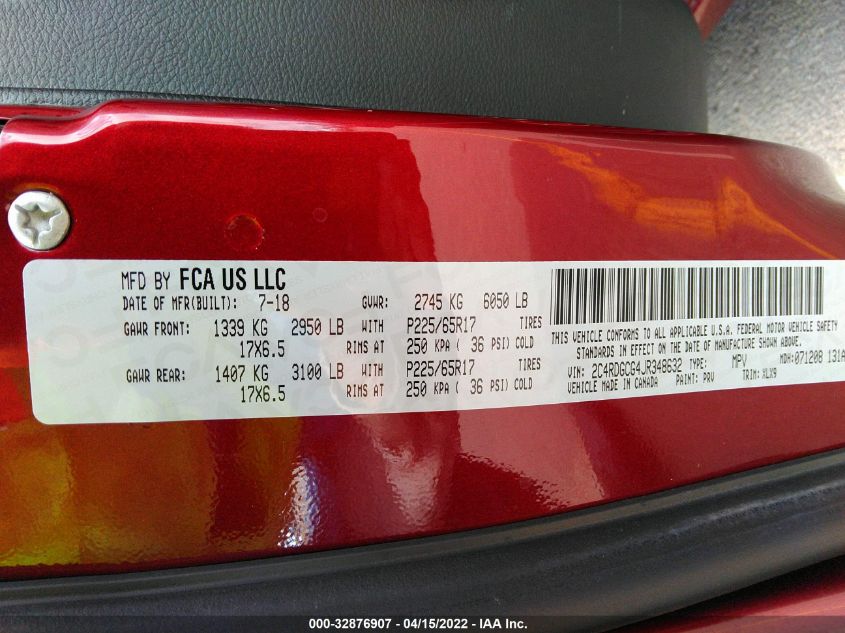 MFD BY FCA US LLC
DATE OF MFR(BUILT): 7-18 GVWR: 2745 KG 6050 LB
GAWR FRONT: 1339 KG 2950 LB WITH P225/65R17 TIRES
17X6.5 RIMS AT 250 KPA ( 36 PSI) COLD
GAWR REAR: 1407 KG 3100 LB WITH P225/65R17 TIRES
17X6.5 RIMS AT 250 KPA ( 36 PSI) COLD
THIS VEHICLE CONFORMS TO ALL APPLICABLE U.S.A. FEDERAL MOTOR VEHICLE SAFETY
STANDARDS IN EFFECT ON THE DATE OF MANUFACTURE SHOWN ABOVE.
VIN: 2C4RDGCG4JR348632 TYPE: MPV MDH:071208 131A
VEHICLE MADE IN CANADA PAINT: PRV TRIM: XLX9
000-32876907 - 04/15/2022 - IAA Inc.